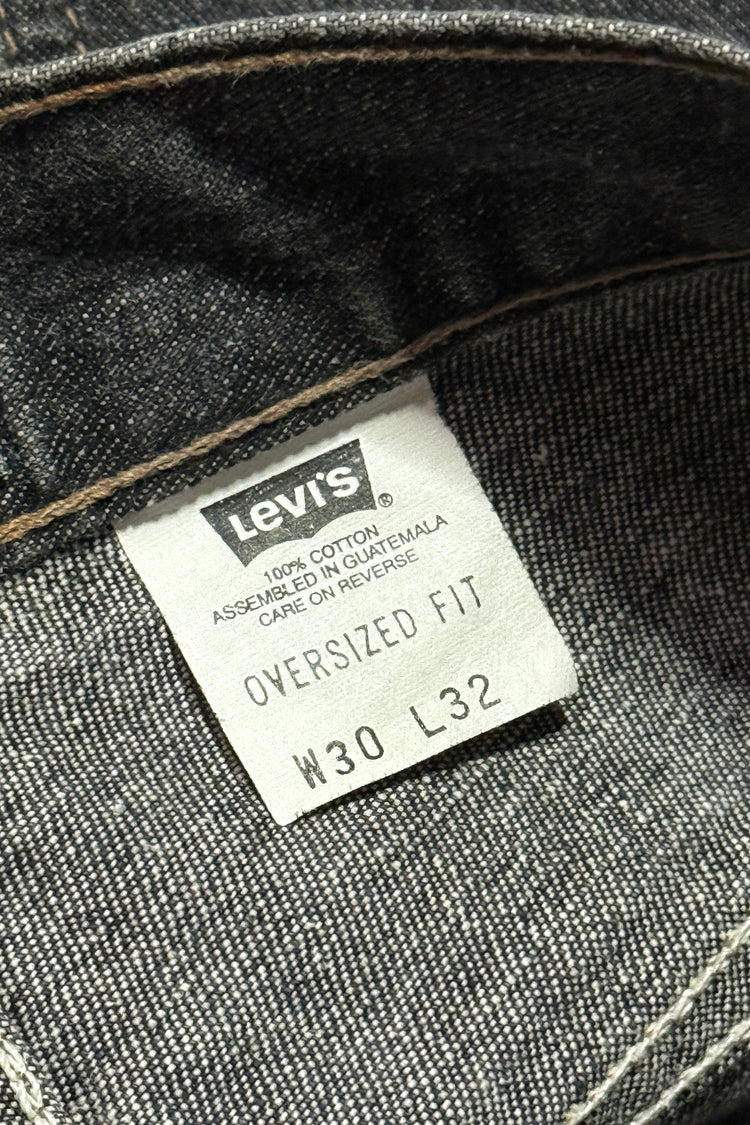 Levi's ®
100% COTTON
ASSEMBLED IN GUATEMALA
CARE ON REVERSE
OVERSIZED FIT
W30 L32